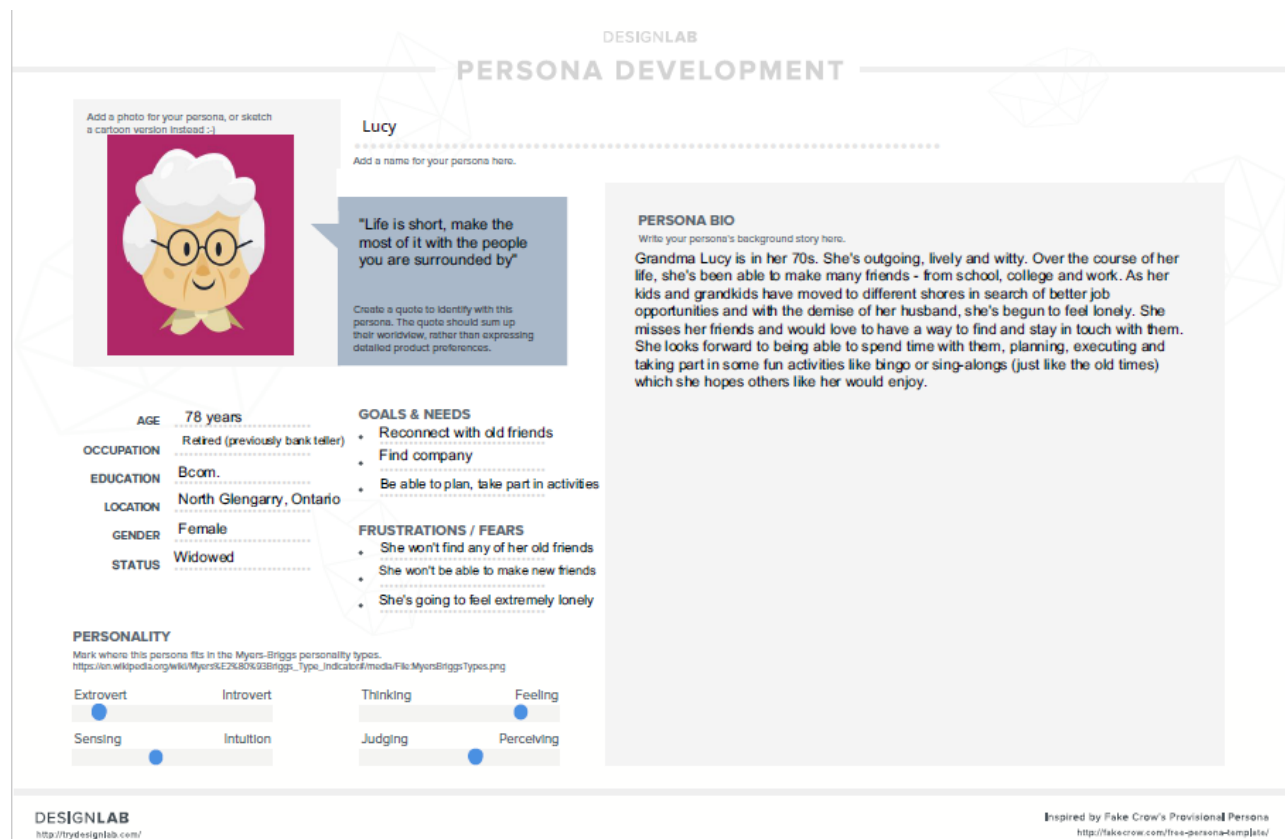 DESIGNLAB
PERSONA DEVELOPMENT
Add a photo for your persona, or sketch
a cartoon version instead :-)
Lucy
Add a name for your persona here.
"Life is short, make the
most of it with the people
you are surrounded by"
Create a quote to identify with this
persona. The quote should sum up
their worldview, rather than expressing
detailed product preferences.
PERSONA BIO
Write your persona's background story here.
Grandma Lucy is in her 70s. She's outgoing, lively and witty. Over the course of her
life, she's been able to make many friends - from school, college and work. As her
kids and grandkids have moved to different shores in search of better job
opportunities and with the demise of her husband, she's begun to feel lonely. She
misses her friends and would love to have a way to find and stay in touch with them.
She looks forward to being able to spend time with them, planning, executing and
taking part in some fun activities like bingo or sing-alongs (just like the old times)
which she hopes others like her would enjoy.
AGE 78 years
OCCUPATION Retired (previously bank teller)
EDUCATION Bcom.
LOCATION North Glengarry, Ontario
GENDER Female
STATUS Widowed
GOALS & NEEDS
• Reconnect with old friends
• Find company
• Be able to plan, take part in activities
FRUSTRATIONS / FEARS
• She won't find any of her old friends
• She won't be able to make new friends
• She's going to feel extremely lonely
PERSONALITY
Mark where this persona fits in the Myers-Briggs personality types.
https://en.wikipedia.org/wiki/Myers%E2%80%93Briggs_Type_Indicator#/media/File:MyersBriggsTypes.png
Extrovert Introvert
Thinking Feeling
Sensing Intuition
Judging Perceiving
DESIGNLAB
http://trydesignlab.com/
Inspired by Fake Crow's Provisional Persona
http://fakecrow.com/free-persona-template/